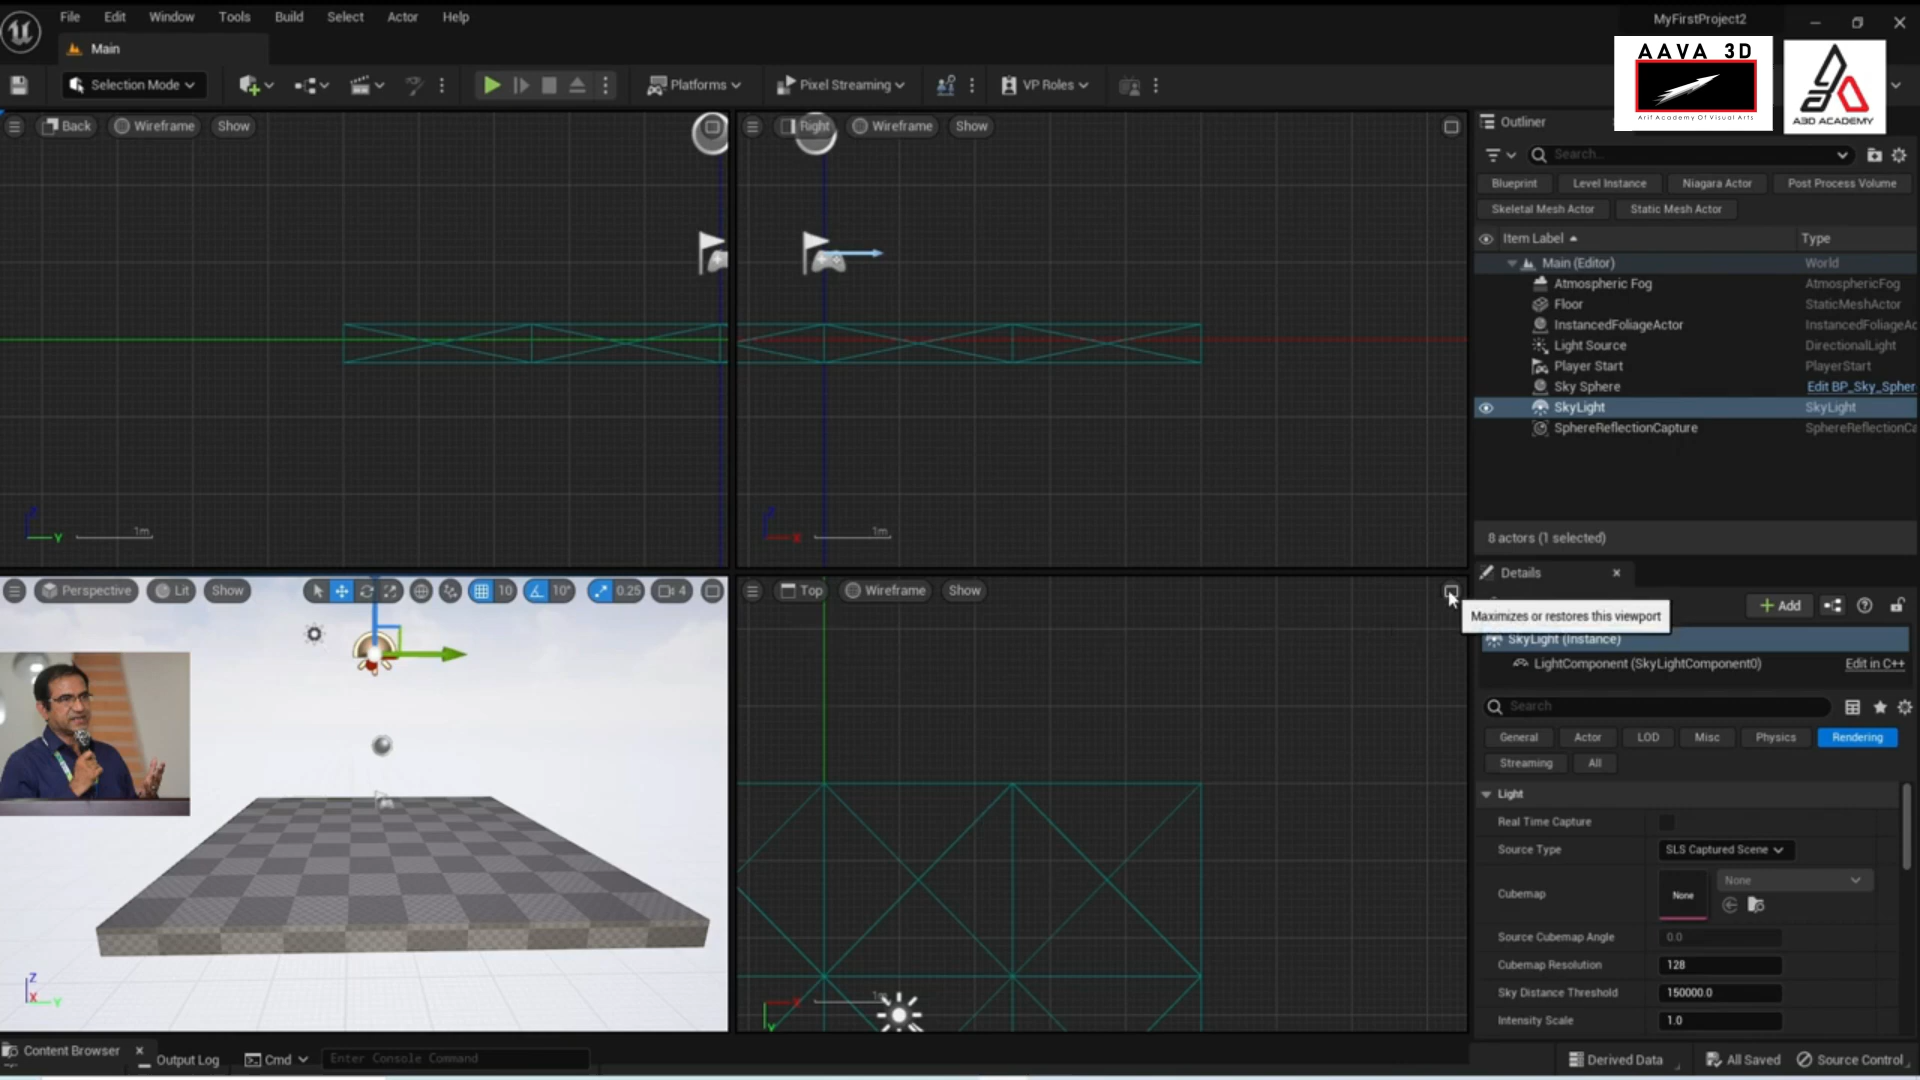 File Edit Window Tools Build Select Actor Help
MyFirstProject2
Main
AAVA 3D
Arif Academy Of Visual Arts
A3D ACADEMY
Selection Mode
Platforms
Pixel Streaming
VP Roles
Back Wireframe Show
Right Wireframe Show
1m
1m
Y
X
Perspective Lit Show 10 10° 0.25 4
Top Wireframe Show
Maximizes or restores this viewport
Z
X Y
X
Y
Outliner
Search...
Blueprint Level Instance Niagara Actor Post Process Volume
Skeletal Mesh Actor Static Mesh Actor
Item Label Type
Main (Editor) World
Atmospheric Fog AtmosphericFog
Floor StaticMeshActor
InstancedFoliageActor InstancedFoliageAc
Light Source DirectionalLight
Player Start PlayerStart
Sky Sphere Edit BP_Sky_Spher
SkyLight SkyLight
SphereReflectionCapture SphereReflectionCa
8 actors (1 selected)
Details
Add
SkyLight (Instance)
LightComponent (SkyLightComponent0) Edit in C++
Search
General Actor LOD Misc Physics Rendering
Streaming All
Light
Real Time Capture
Source Type SLS Captured Scene
Cubemap None None
Source Cubemap Angle 0.0
Cubemap Resolution 128
Sky Distance Threshold 150000.0
Intensity Scale 1.0
Content Browser Output Log Cmd Enter Console Command
Derived Data All Saved Source Control